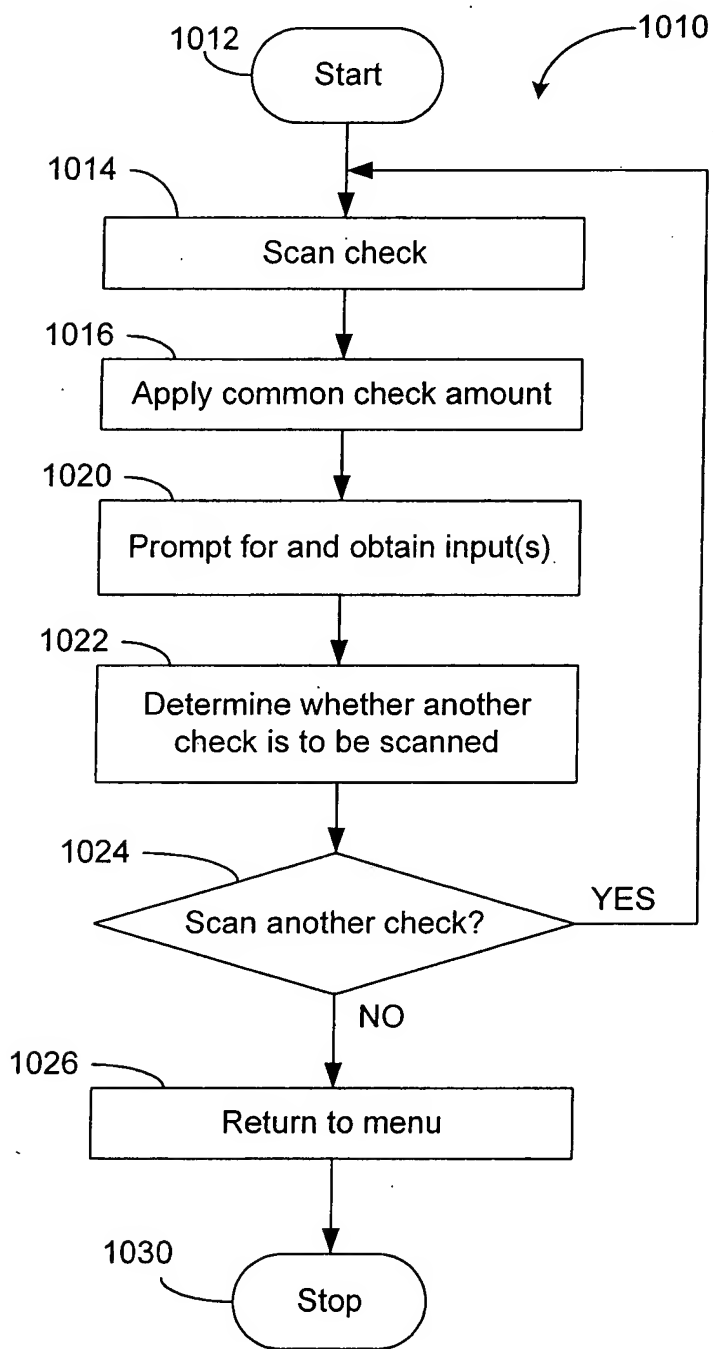 1012
Start
1010
1014
Scan check
1016
Apply common check amount
1020
Prompt for and obtain input(s)
1022
Determine whether another
check is to be scanned
1024
Scan another check?
YES
NO
1026
Return to menu
1030
Stop